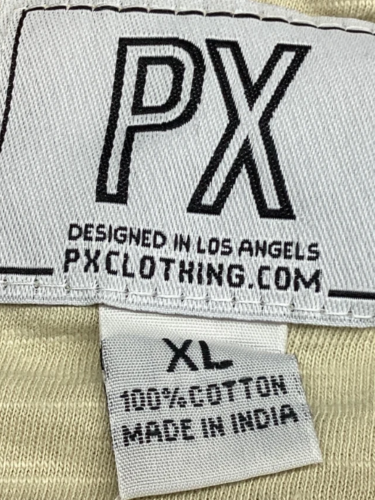 PX
DESIGNED IN LOS ANGELS
PXCLOTHING.COM
XL
100% COTTON
MADE IN INDIA